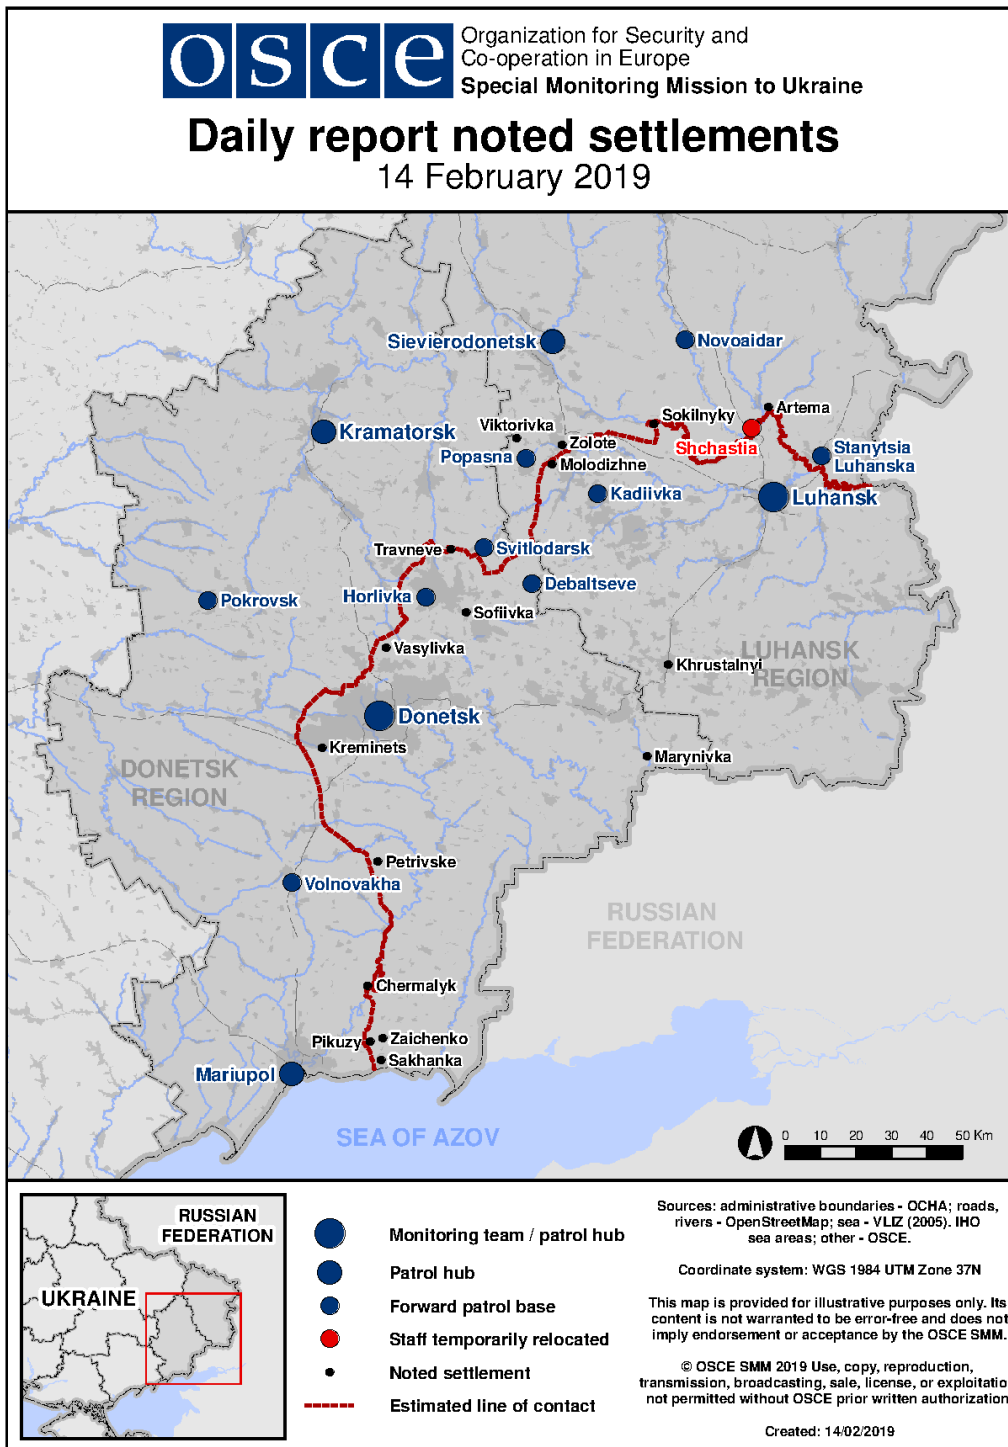 osce
Organization for Security and
Co-operation in Europe
Special Monitoring Mission to Ukraine
Daily report noted settlements
14 February 2019
Sievierodonetsk
Novoaidar
Artema
Sokilnyky
Viktorivka
Kramatorsk
Zolote
Shchastia
Stanytsia
Luhanska
Popasna
Molodizhne
Kadiivka
Luhansk
Travneve
Svitlodarsk
Debaltseve
Pokrovsk
Horlivka
Sofiivka
Vasylivka
LUHANSK
REGION
Khrustalnyi
Donetsk
Kreminets
Marynivka
DONETSK
REGION
Petrivske
Volnovakha
RUSSIAN
FEDERATION
Chermalyk
Pikuzy
Zaichenko
Sakhanka
Mariupol
SEA OF AZOV
0 10 20 30 40 50 Km
RUSSIAN
FEDERATION
UKRAINE
Monitoring team / patrol hub
Patrol hub
Forward patrol base
Staff temporarily relocated
Noted settlement
Estimated line of contact
Sources: administrative boundaries - OCHA; roads,
rivers - OpenStreetMap; sea - VLIZ (2005). IHO
sea areas; other - OSCE.
Coordinate system: WGS 1984 UTM Zone 37N
This map is provided for illustrative purposes only. Its
content is not warranted to be error-free and does not
imply endorsement or acceptance by the OSCE SMM.
© OSCE SMM 2019 Use, copy, reproduction,
transmission, broadcasting, sale, license, or exploitatio
not permitted without OSCE prior written authorization
Created: 14/02/2019